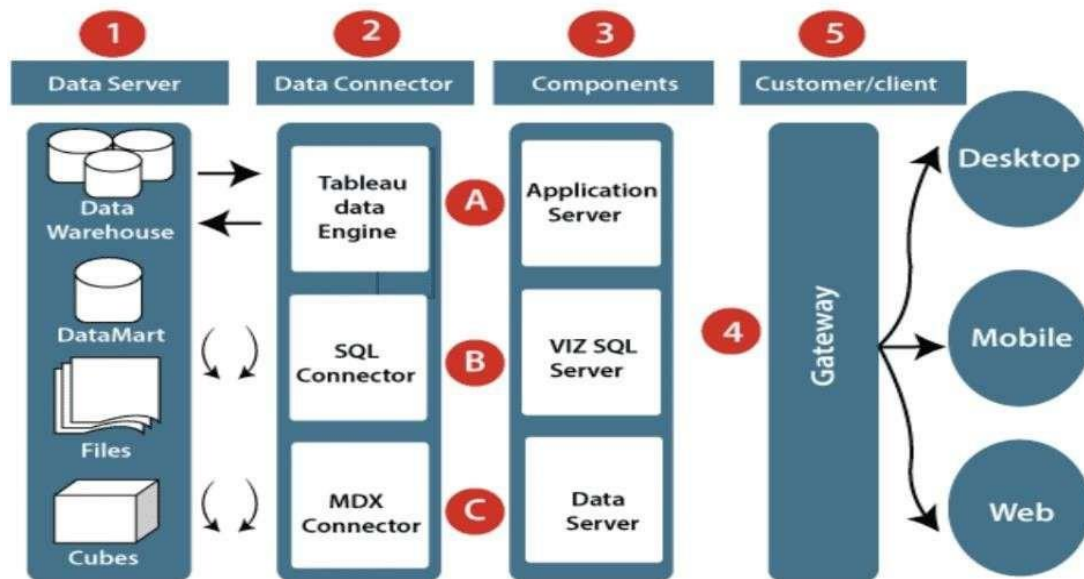 1
2
3
5
Data Server
Data Connector
Components
Customer/client
Data
Warehouse
DataMart
Files
Cubes
Tableau
data
Engine
SQL
Connector
MDX
Connector
A
B
C
Application
Server
VIZ SQL
Server
Data
Server
4
Gateway
Desktop
Mobile
Web